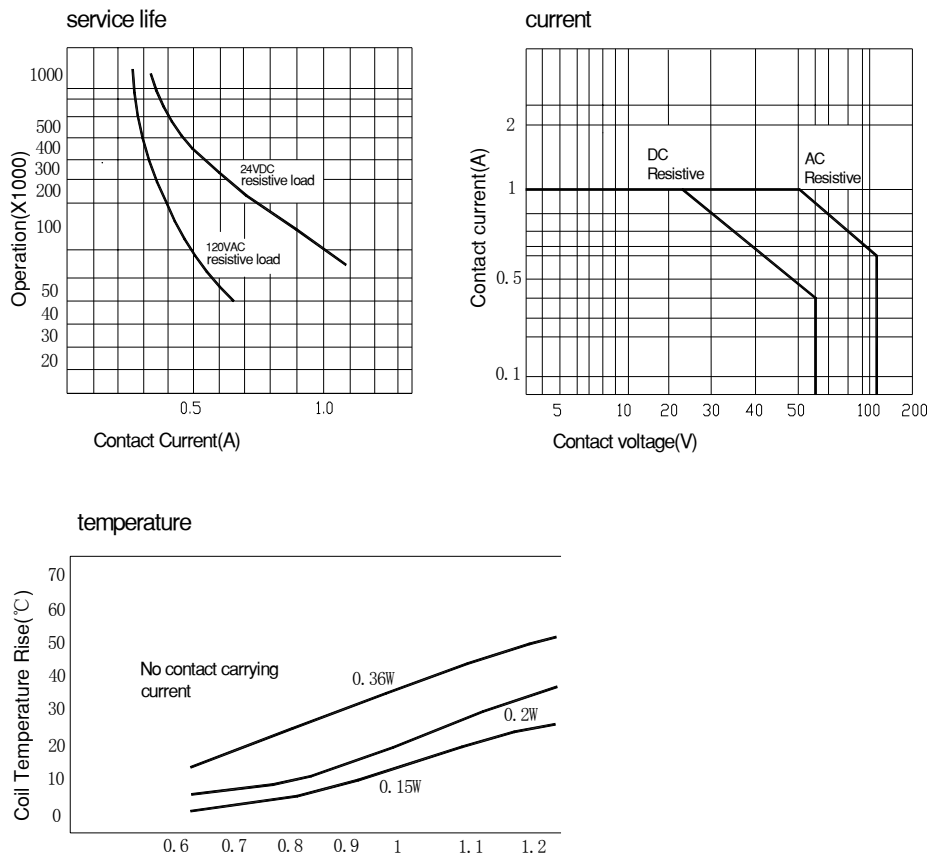 service life
1000
500
400
300
200
100
50
40
30
20
Operation(X1000)
24VDC
resistive load
120VAC
resistive load
0.5
1.0
Contact Current(A)
current
2
1
0.5
0.1
Contact current(A)
DC
Resistive
AC
Resistive
5
10
20
30
40
50
100
200
Contact voltage(V)
temperature
70
60
50
40
30
20
10
0
Coil Temperature Rise(℃)
No contact carrying
current
0.36W
0.2W
0.15W
0.6
0.7
0.8
0.9
1
1.1
1.2